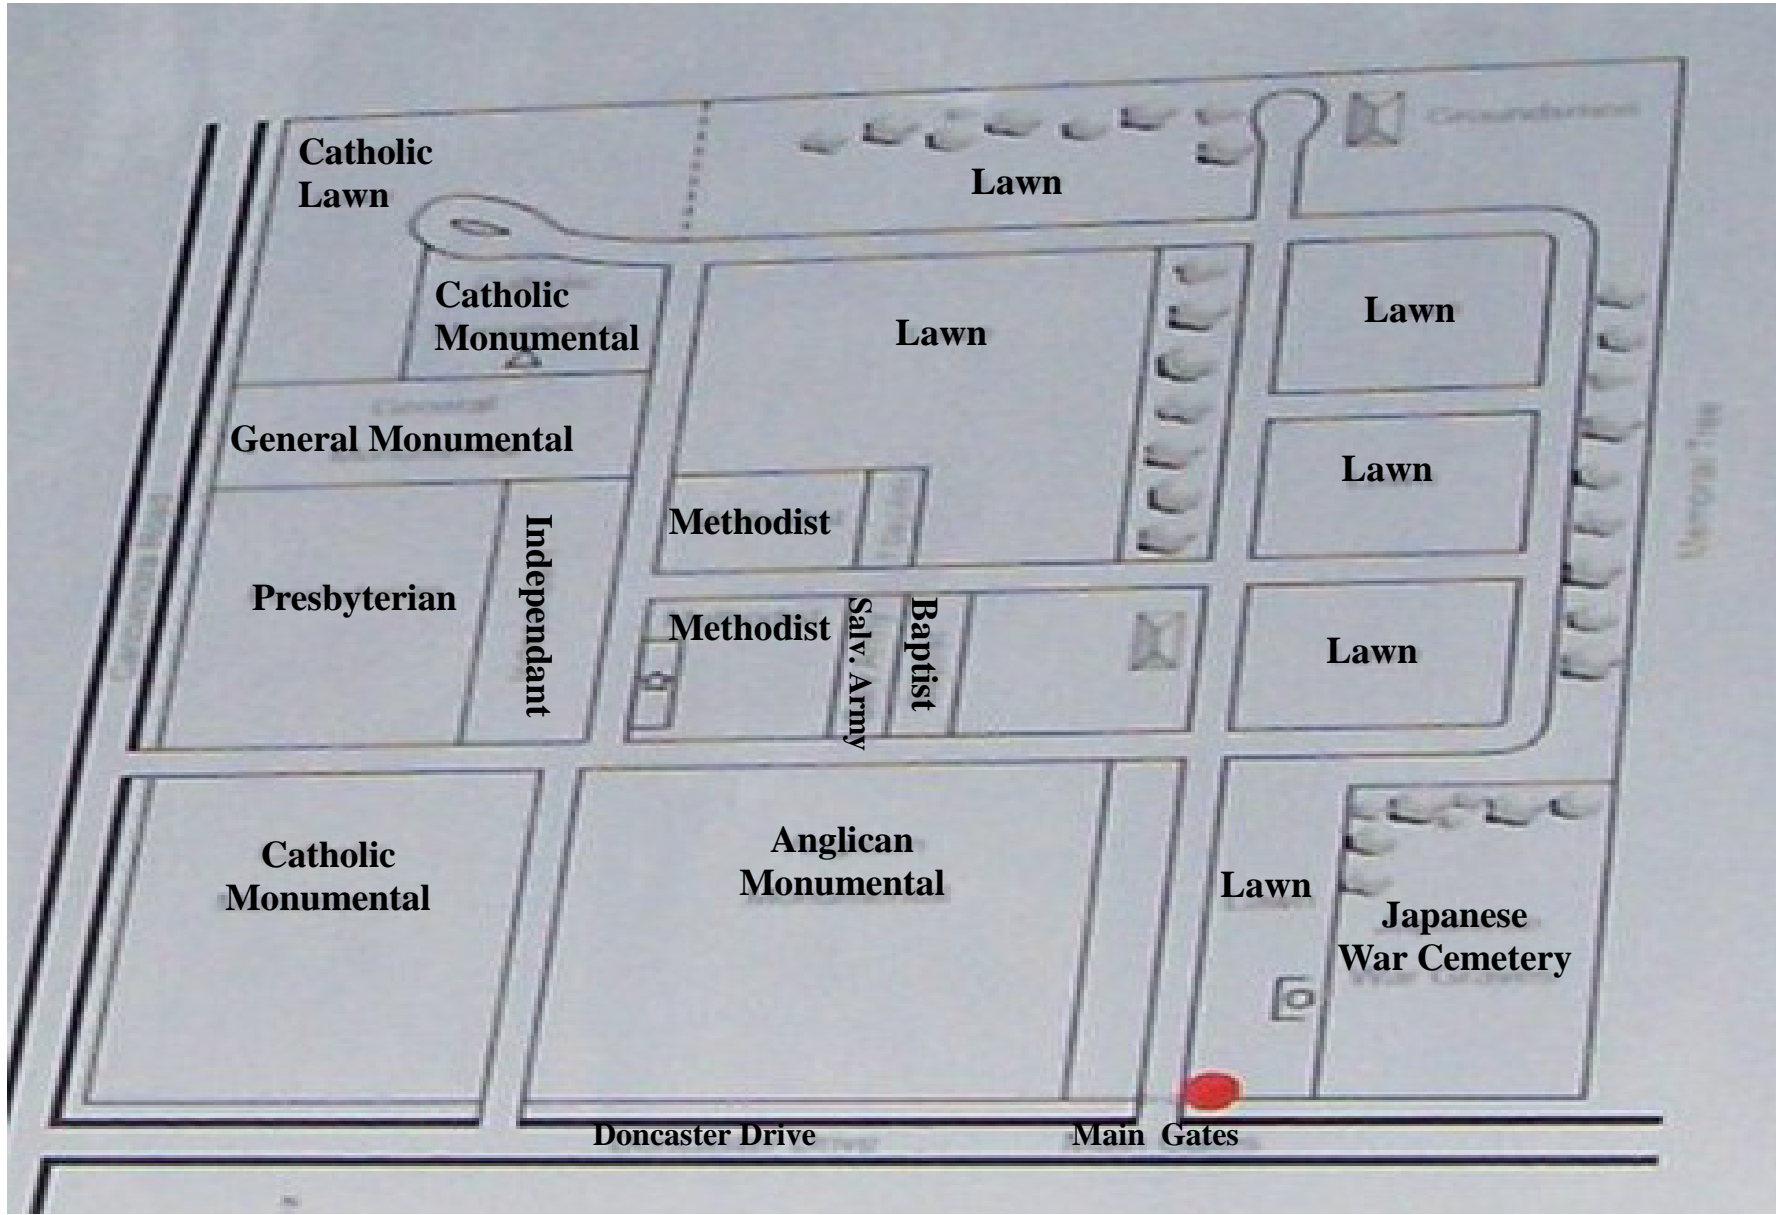 Catholic
Lawn
Lawn
Catholic
Monumental
Lawn
Lawn
General Monumental
Lawn
Methodist
Independant
Presbyterian
Methodist
Salv. Army
Baptist
Lawn
Catholic
Monumental
Anglican
Monumental
Lawn
Japanese
War Cemetery
Doncaster Drive
Main Gates